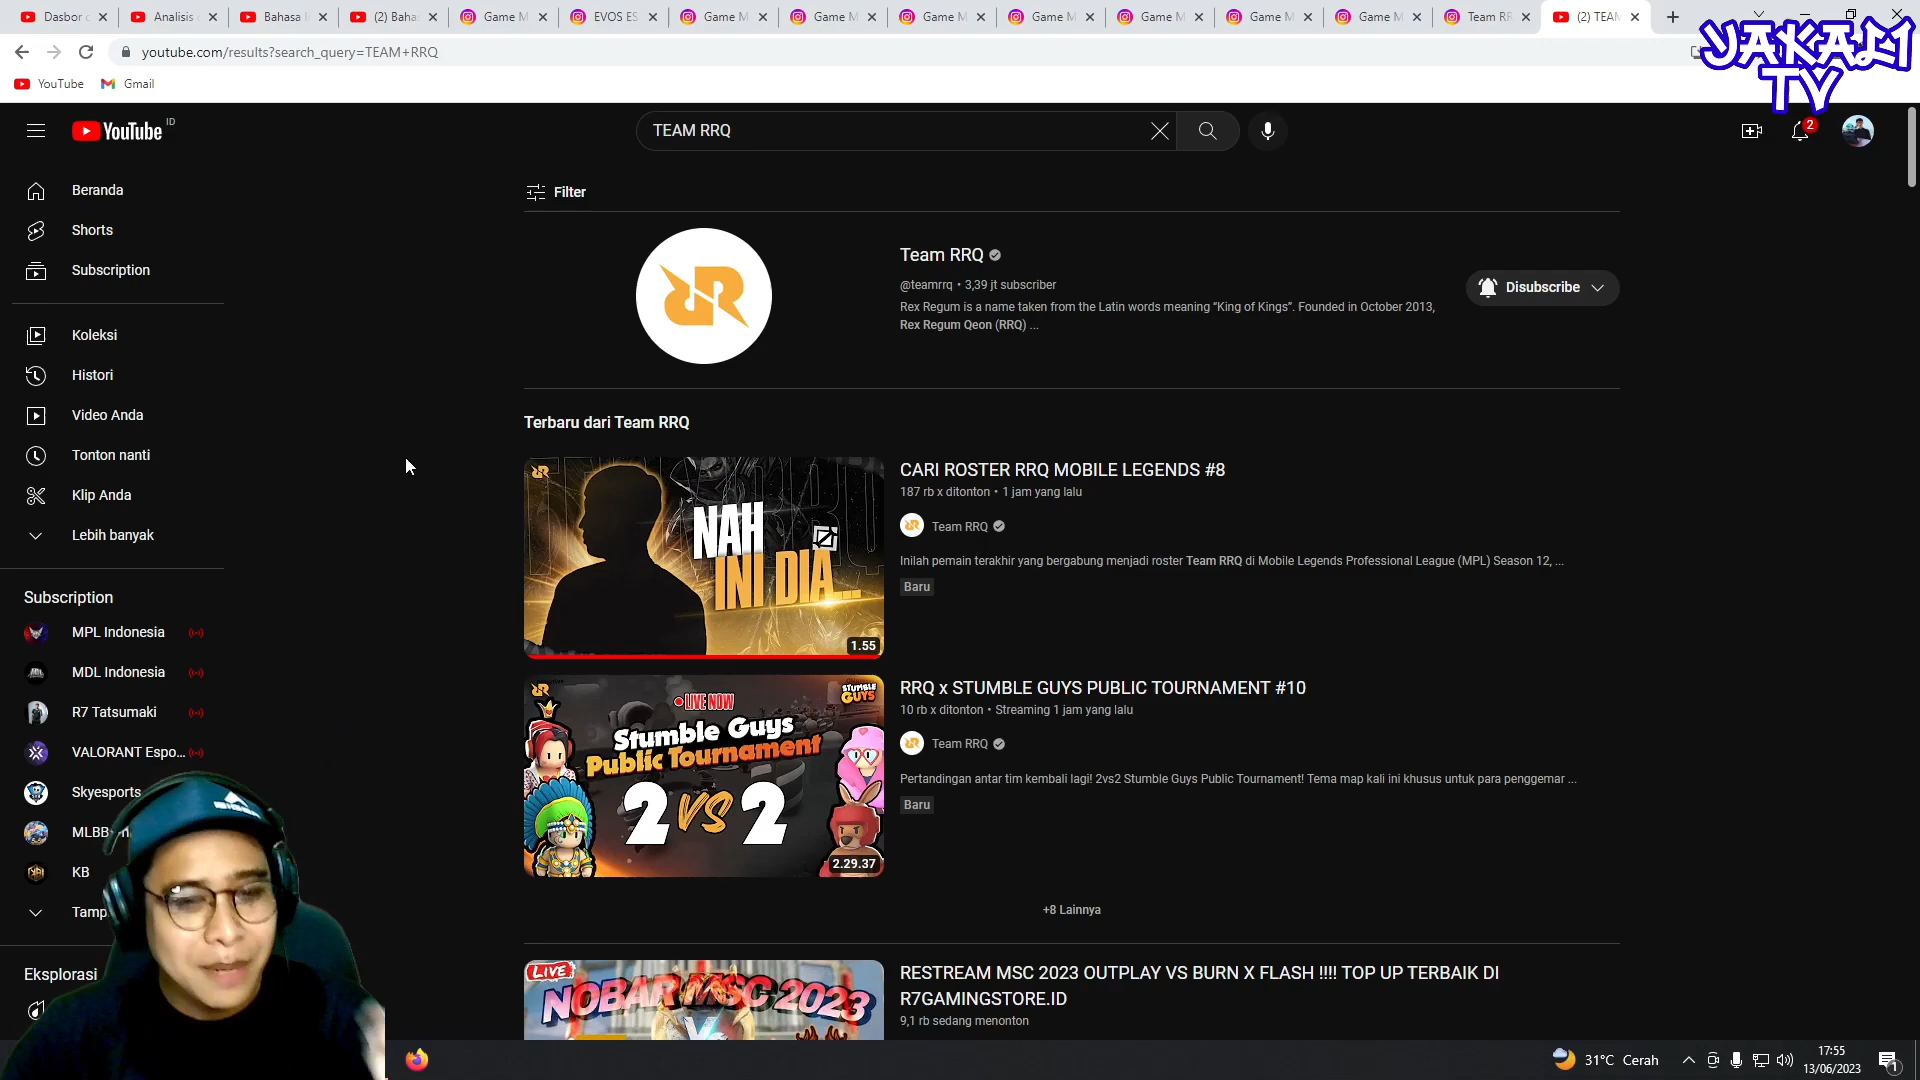 Dasbor
Analisis
Bahasa I
(2) Baha
Game M
EVOS ES
Game M
Game M
Game M
Game M
Game M
Game M
Game M
Team R
(2) TEAM
youtube.com/results?search_query=TEAM+RRQ
YAKALI
TV
YouTube
Gmail
YouTube ID
TEAM RRQ
2
Beranda
Shorts
Subscription
Koleksi
Histori
Video Anda
Tonton nanti
Klip Anda
Lebih banyak
Subscription
MPL Indonesia
MDL Indonesia
R7 Tatsumaki
VALORANT Espo...
Skyesports
MLBB
KB
Tamp
Eksplorasi
Filter
Team RRQ
@teamrrq • 3,39 jt subscriber
Rex Regum is a name taken from the Latin words meaning “King of Kings”. Founded in October 2013,
Rex Regum Qeon (RRQ) ...
Disubscribe
Terbaru dari Team RRQ
NAH
INI DIA...
1.55
CARI ROSTER RRQ MOBILE LEGENDS #8
187 rb x ditonton • 1 jam yang lalu
Team RRQ
Inilah pemain terakhir yang bergabung menjadi roster Team RRQ di Mobile Legends Professional League (MPL) Season 12, ...
Baru
LIVE NOW
STUMBLE
GUYS
Stumble Guys
Public Tournament
2 VS 2
2.29.37
RRQ x STUMBLE GUYS PUBLIC TOURNAMENT #10
10 rb x ditonton • Streaming 1 jam yang lalu
Team RRQ
Pertandingan antar tim kembali lagi! 2vs2 Stumble Guys Public Tournament! Tema map kali ini khusus untuk para penggemar ...
Baru
+8 Lainnya
LIVE
NOBAR MSC 2023
RESTREAM MSC 2023 OUTPLAY VS BURN X FLASH !!!! TOP UP TERBAIK DI
R7GAMINGSTORE.ID
9,1 rb sedang menonton
31°C Cerah
17:55
13/06/2023
1